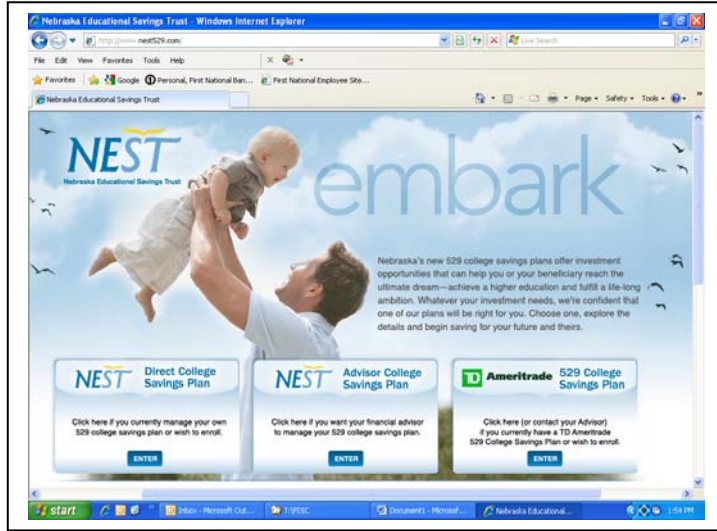 Nebraska Educational Savings Trust - Windows Internet Explorer
http://www.nest529.com/
Live Search
File Edit View Favorites Tools Help
Favorites Google Personal, First National Ban... First National Employee Site...
Nebraska Educational Savings Trust
Page Safety Tools
NEST
Nebraska Educational Savings Trust
embark
Nebraska's new 529 college savings plans offer investment
opportunities that can help you or your beneficiary reach the
ultimate dream—achieve a higher education and fulfill a life-long
ambition. Whatever your investment needs, we're confident that
one of our plans will be right for you. Choose one, explore the
details and begin saving for your future and theirs.
NEST Direct College
Savings Plan
Click here if you currently manage your own
529 college savings plan or wish to enroll.
ENTER
NEST Advisor College
Savings Plan
Click here if you want your financial advisor
to manage your 529 college savings plan.
ENTER
TD Ameritrade 529 College
Savings Plan
Click here (or contact your Advisor)
if you currently have a TD Ameritrade
529 College Savings Plan or wish to enroll.
ENTER
start Inbox - Microsoft Out... T:\FDIC Document1 - Microsof... Nebraska Educational... 1:54 PM